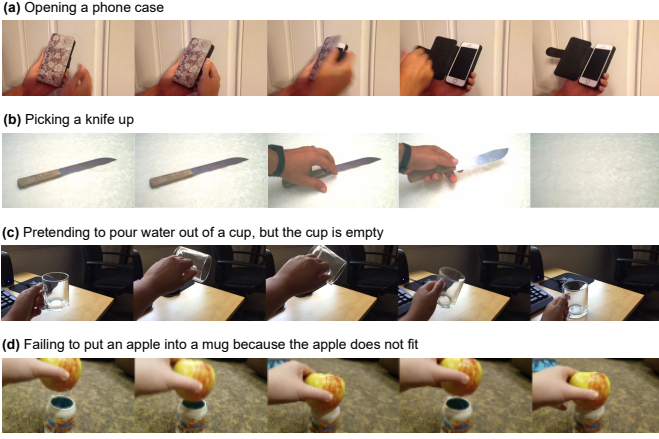 (a) Opening a phone case
(b) Picking a knife up
(c) Pretending to pour water out of a cup, but the cup is empty
(d) Failing to put an apple into a mug because the apple does not fit